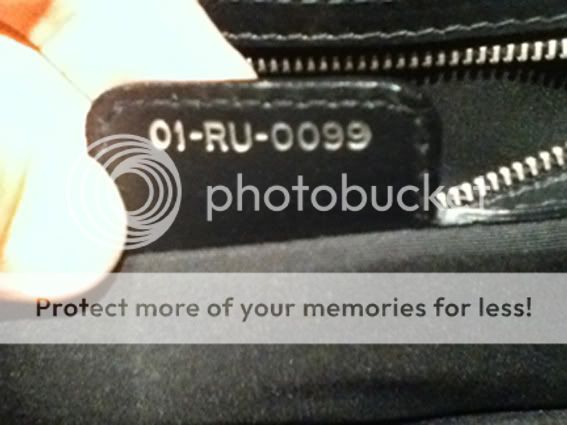 01-RU-0099
photobucket
Protect more of your memories for less!